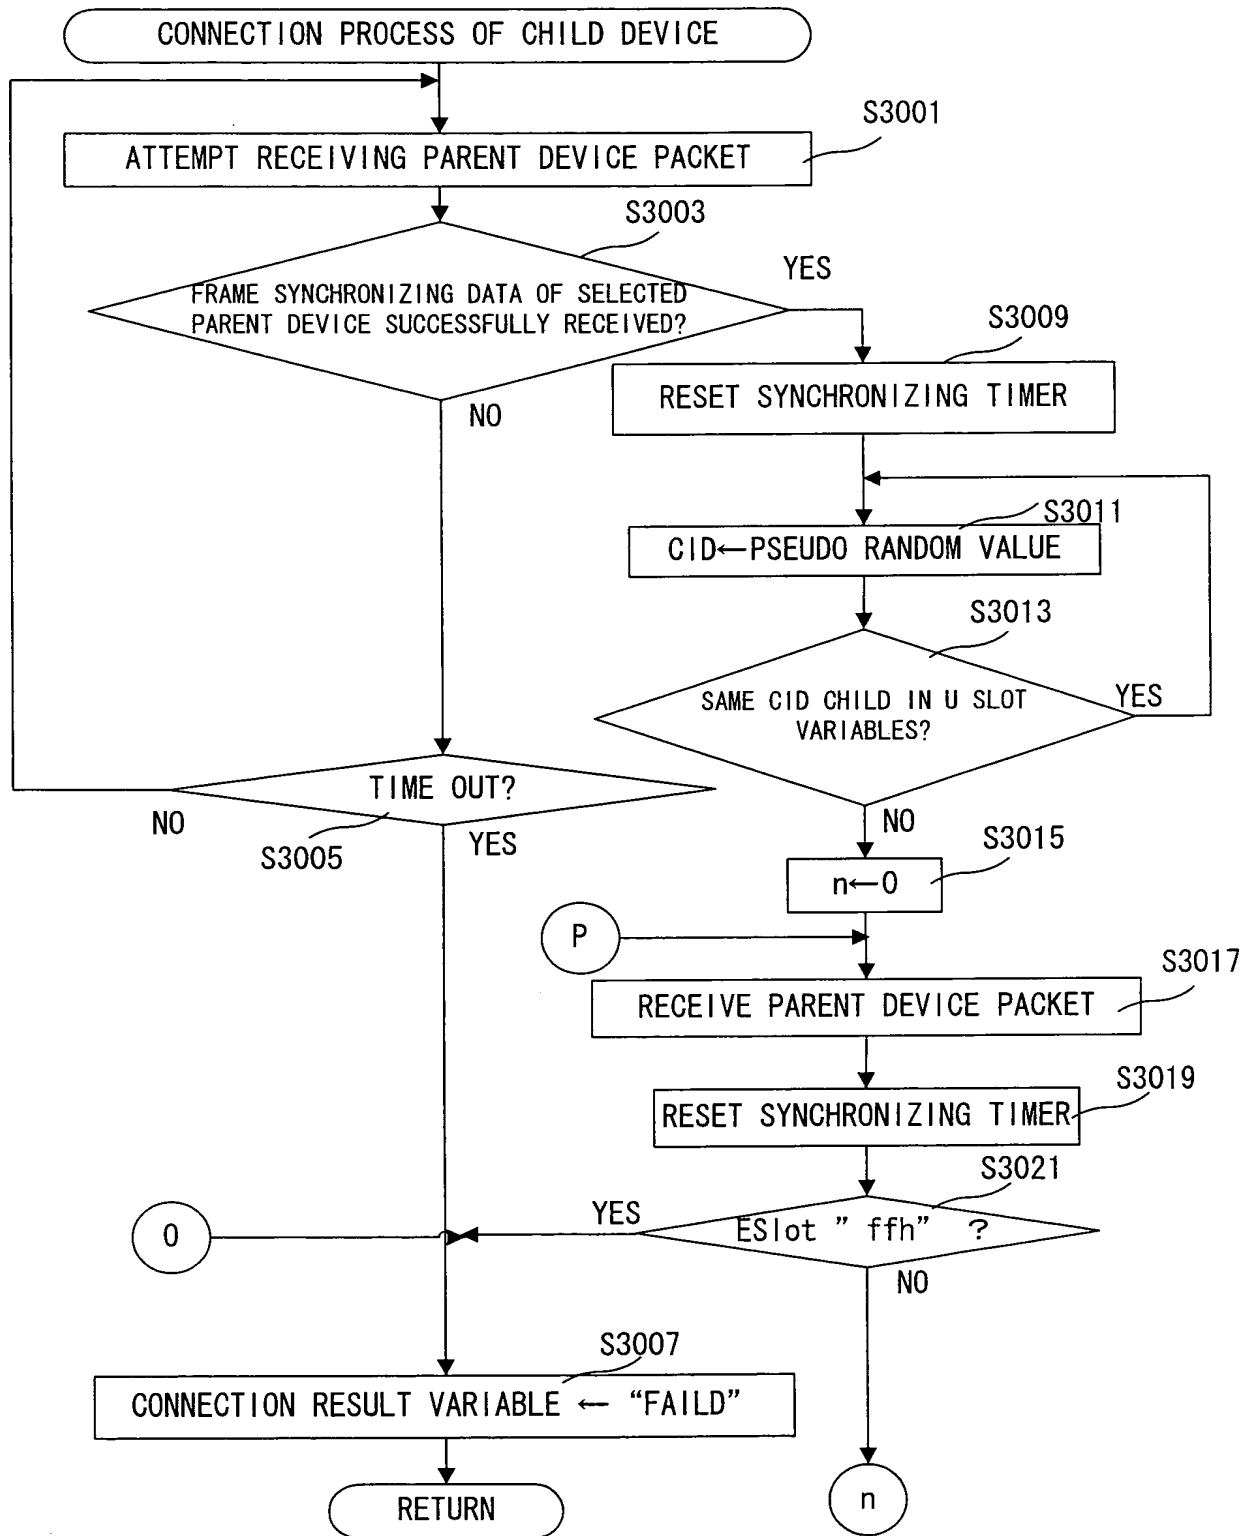 CONNECTION PROCESS OF CHILD DEVICE
S3001
ATTEMPT RECEIVING PARENT DEVICE PACKET
S3003
YES
FRAME SYNCHRONIZING DATA OF SELECTED
PARENT DEVICE SUCCESSFULLY RECEIVED?
NO
S3009
RESET SYNCHRONIZING TIMER
S3011
CID←PSEUDO RANDOM VALUE
S3013
SAME CID CHILD IN U SLOT
VARIABLES?
YES
NO
TIME OUT?
NO
YES
S3005
S3015
n←0
P
S3017
RECEIVE PARENT DEVICE PACKET
S3019
RESET SYNCHRONIZING TIMER
S3021
ESlot " ffh" ?
YES
NO
O
S3007
CONNECTION RESULT VARIABLE ← "FAILD"
RETURN
n